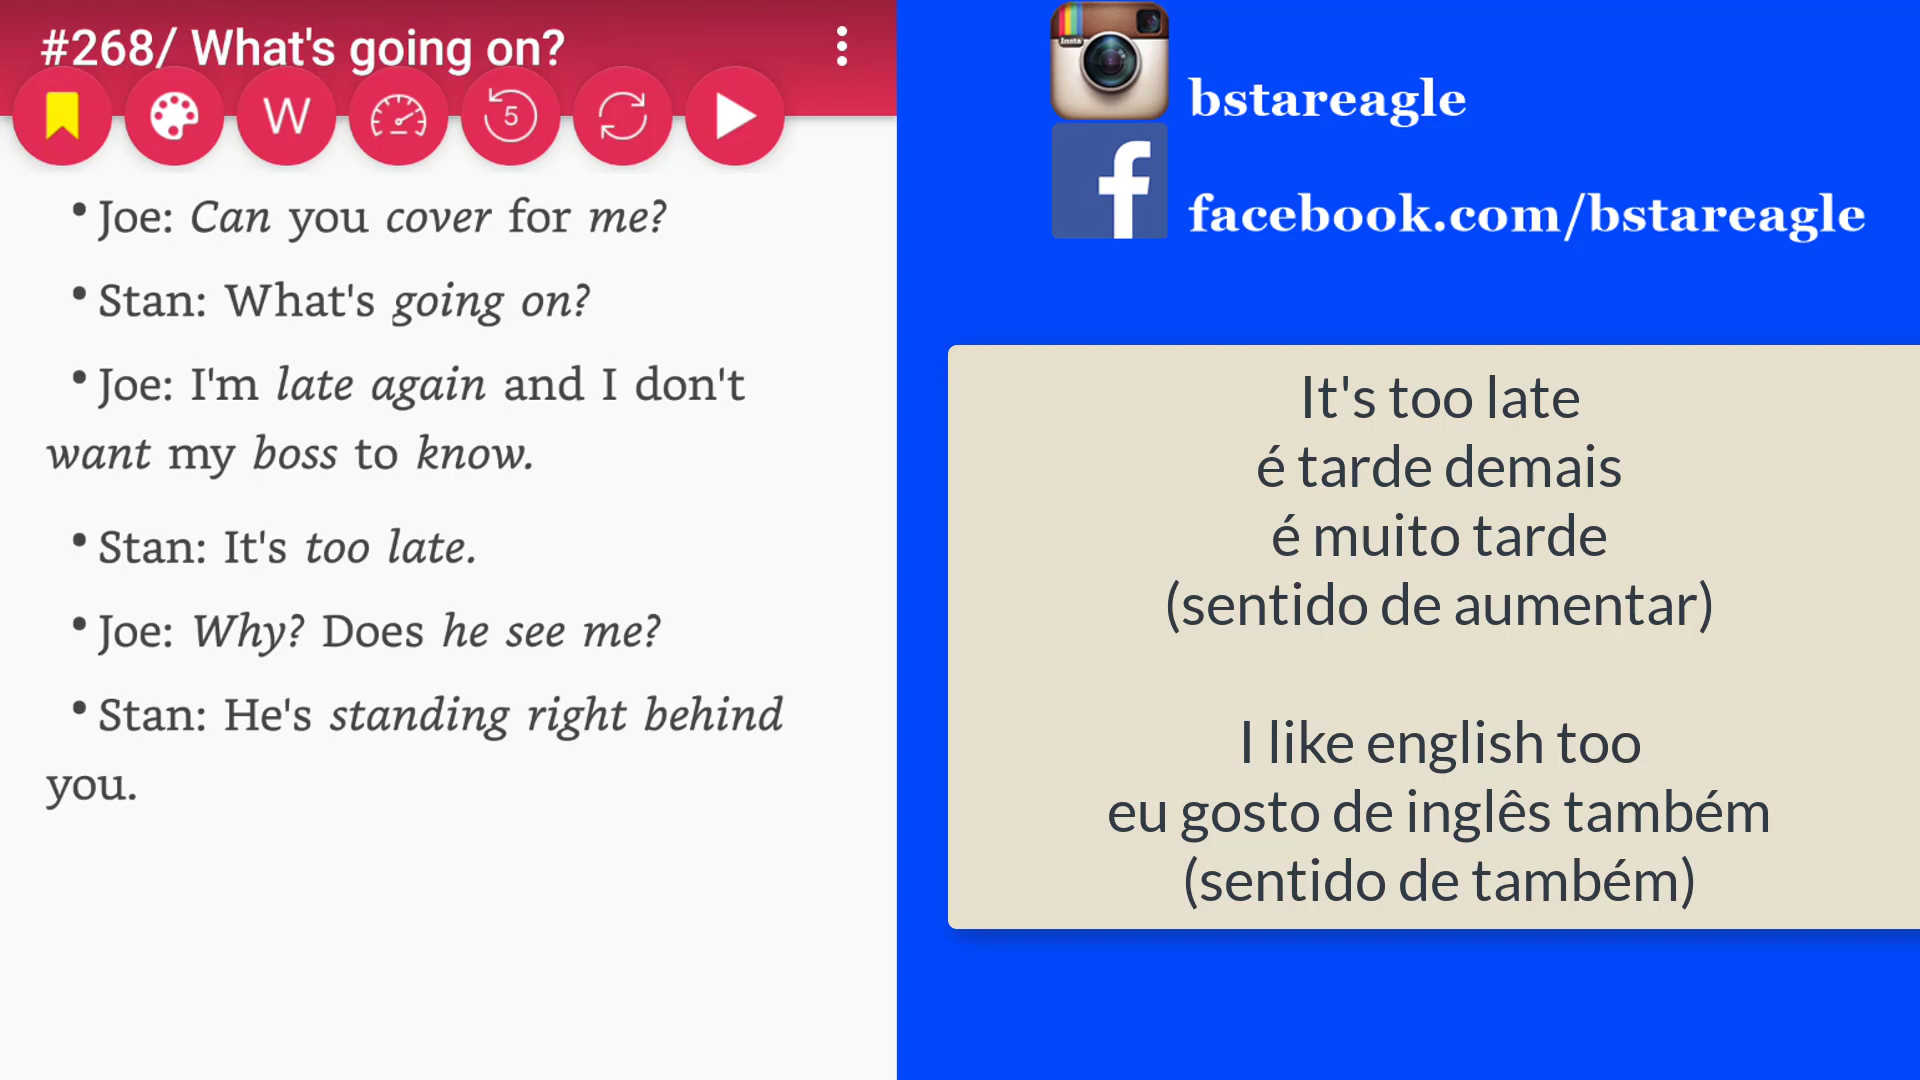 #268/ What's going on?
W
5
• Joe: Can you cover for me?
• Stan: What's going on?
• Joe: I'm late again and I don't
want my boss to know.
• Stan: It's too late.
• Joe: Why? Does he see me?
• Stan: He's standing right behind
you.
Insta
bstareagle
f
facebook.com/bstareagle
It's too late
é tarde demais
é muito tarde
(sentido de aumentar)
I like english too
eu gosto de inglês também
(sentido de também)